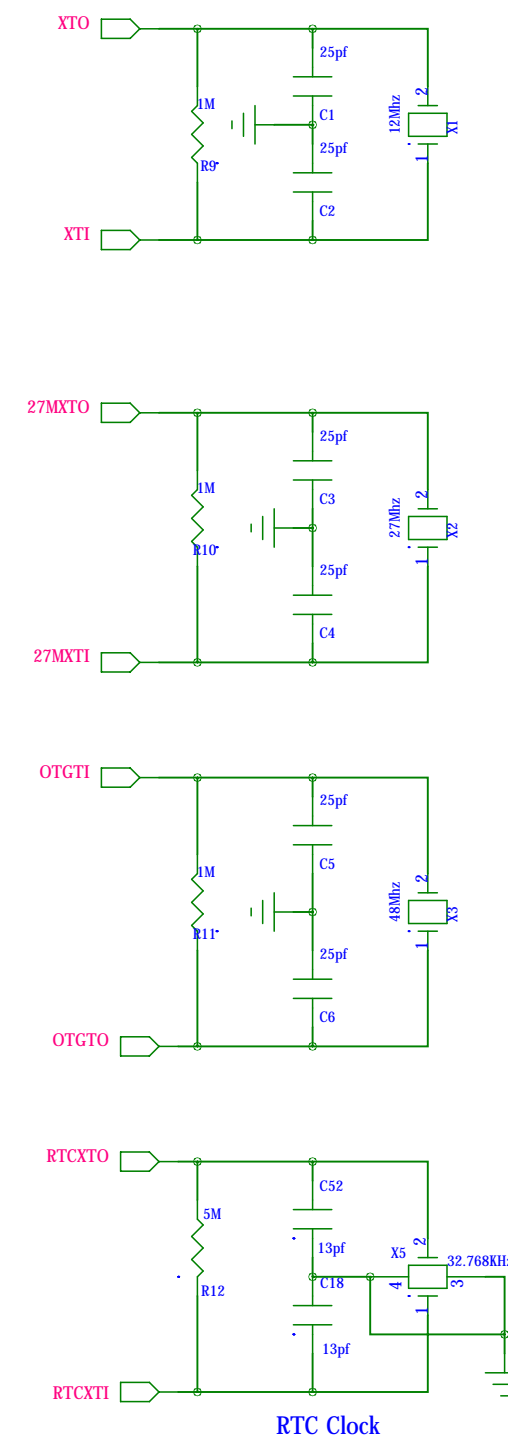 XTO
25pf
1M
C1
12Mhz
2
X1
1
25pf
R9
C2
XTI
27MXTO
25pf
1M
C3
27Mhz
2
X2
1
R10
25pf
C4
27MXTI
OTGTI
25pf
1M
C5
48Mhz
2
X3
1
R11
25pf
C6
OTGTO
RTCXTO
C52
5M
13pf
X5
2
32.768KHz
C18
4
3
R12
1
13pf
RTCXTI
RTC Clock